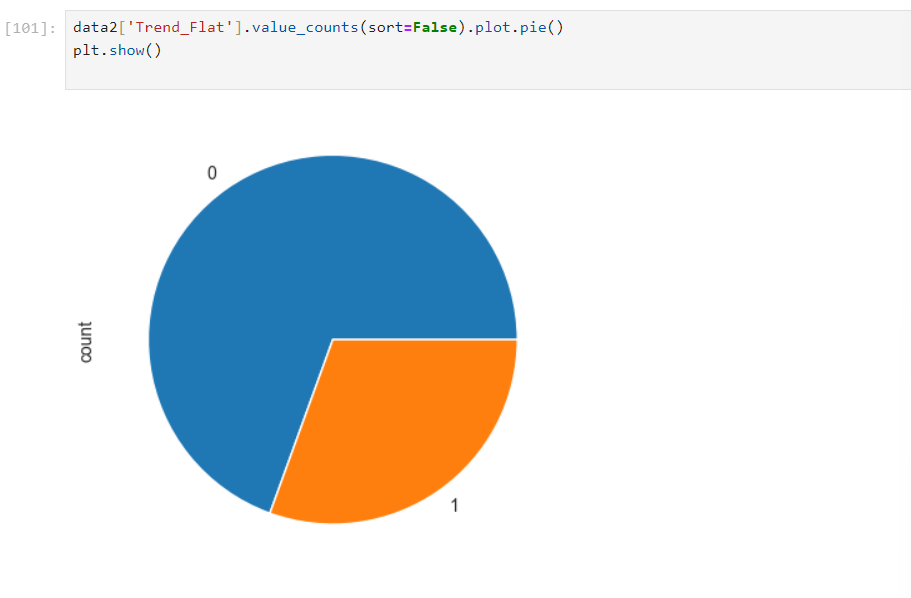 [101]: data2['Trend_Flat'].value_counts(sort=False).plot.pie()
plt.show()
0
count
1